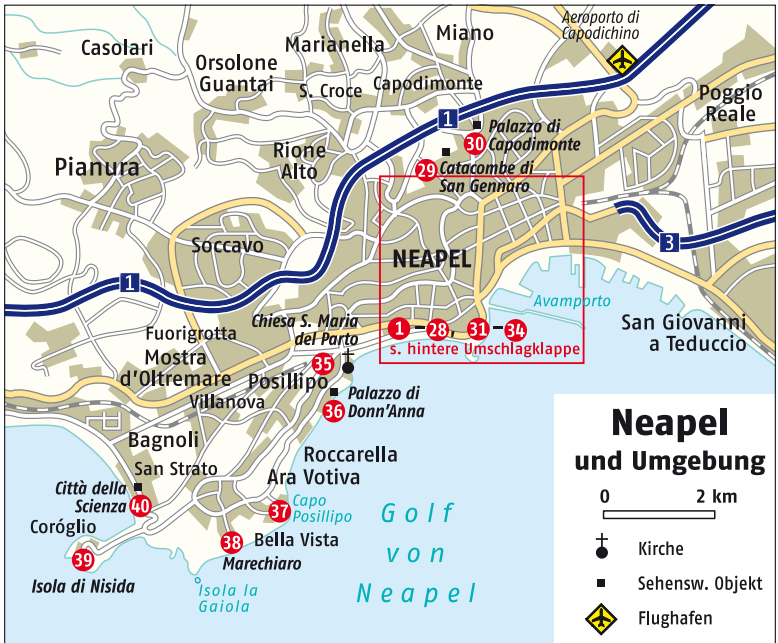 Aeroporto di
Capodichino
Miano
Marianella
Casolari
Orsolone
Guantai
S. Croce
Capodimonte
Poggio
Reale
1
Palazzo di
Capodimonte
30
Rione
Alto
Pianura
29
Catacombe di
San Gennaro
Soccavo
NEAPEL
3
1
Avamporto
Chiesa S. Maria
del Parto
Fuorigrotta
1 – 28, 31 – 34
s. hintere Umschlagklappe
San Giovanni
a Teduccio
Mostra
d'Oltremare
35
Posillipo
Villanova
Palazzo di
Donn'Anna
36
Bagnoli
San Strato
Roccarella
Ara Votiva
Città della
Scienza
40
Capo
Posillipo
37
Coróglio
39
Isola di Nisida
38
Bella Vista
Marechiaro
Isola la
Gaiola
Golf
von
Neapel
Neapel
und Umgebung
0 2 km
Kirche
Sehensw. Objekt
Flughafen